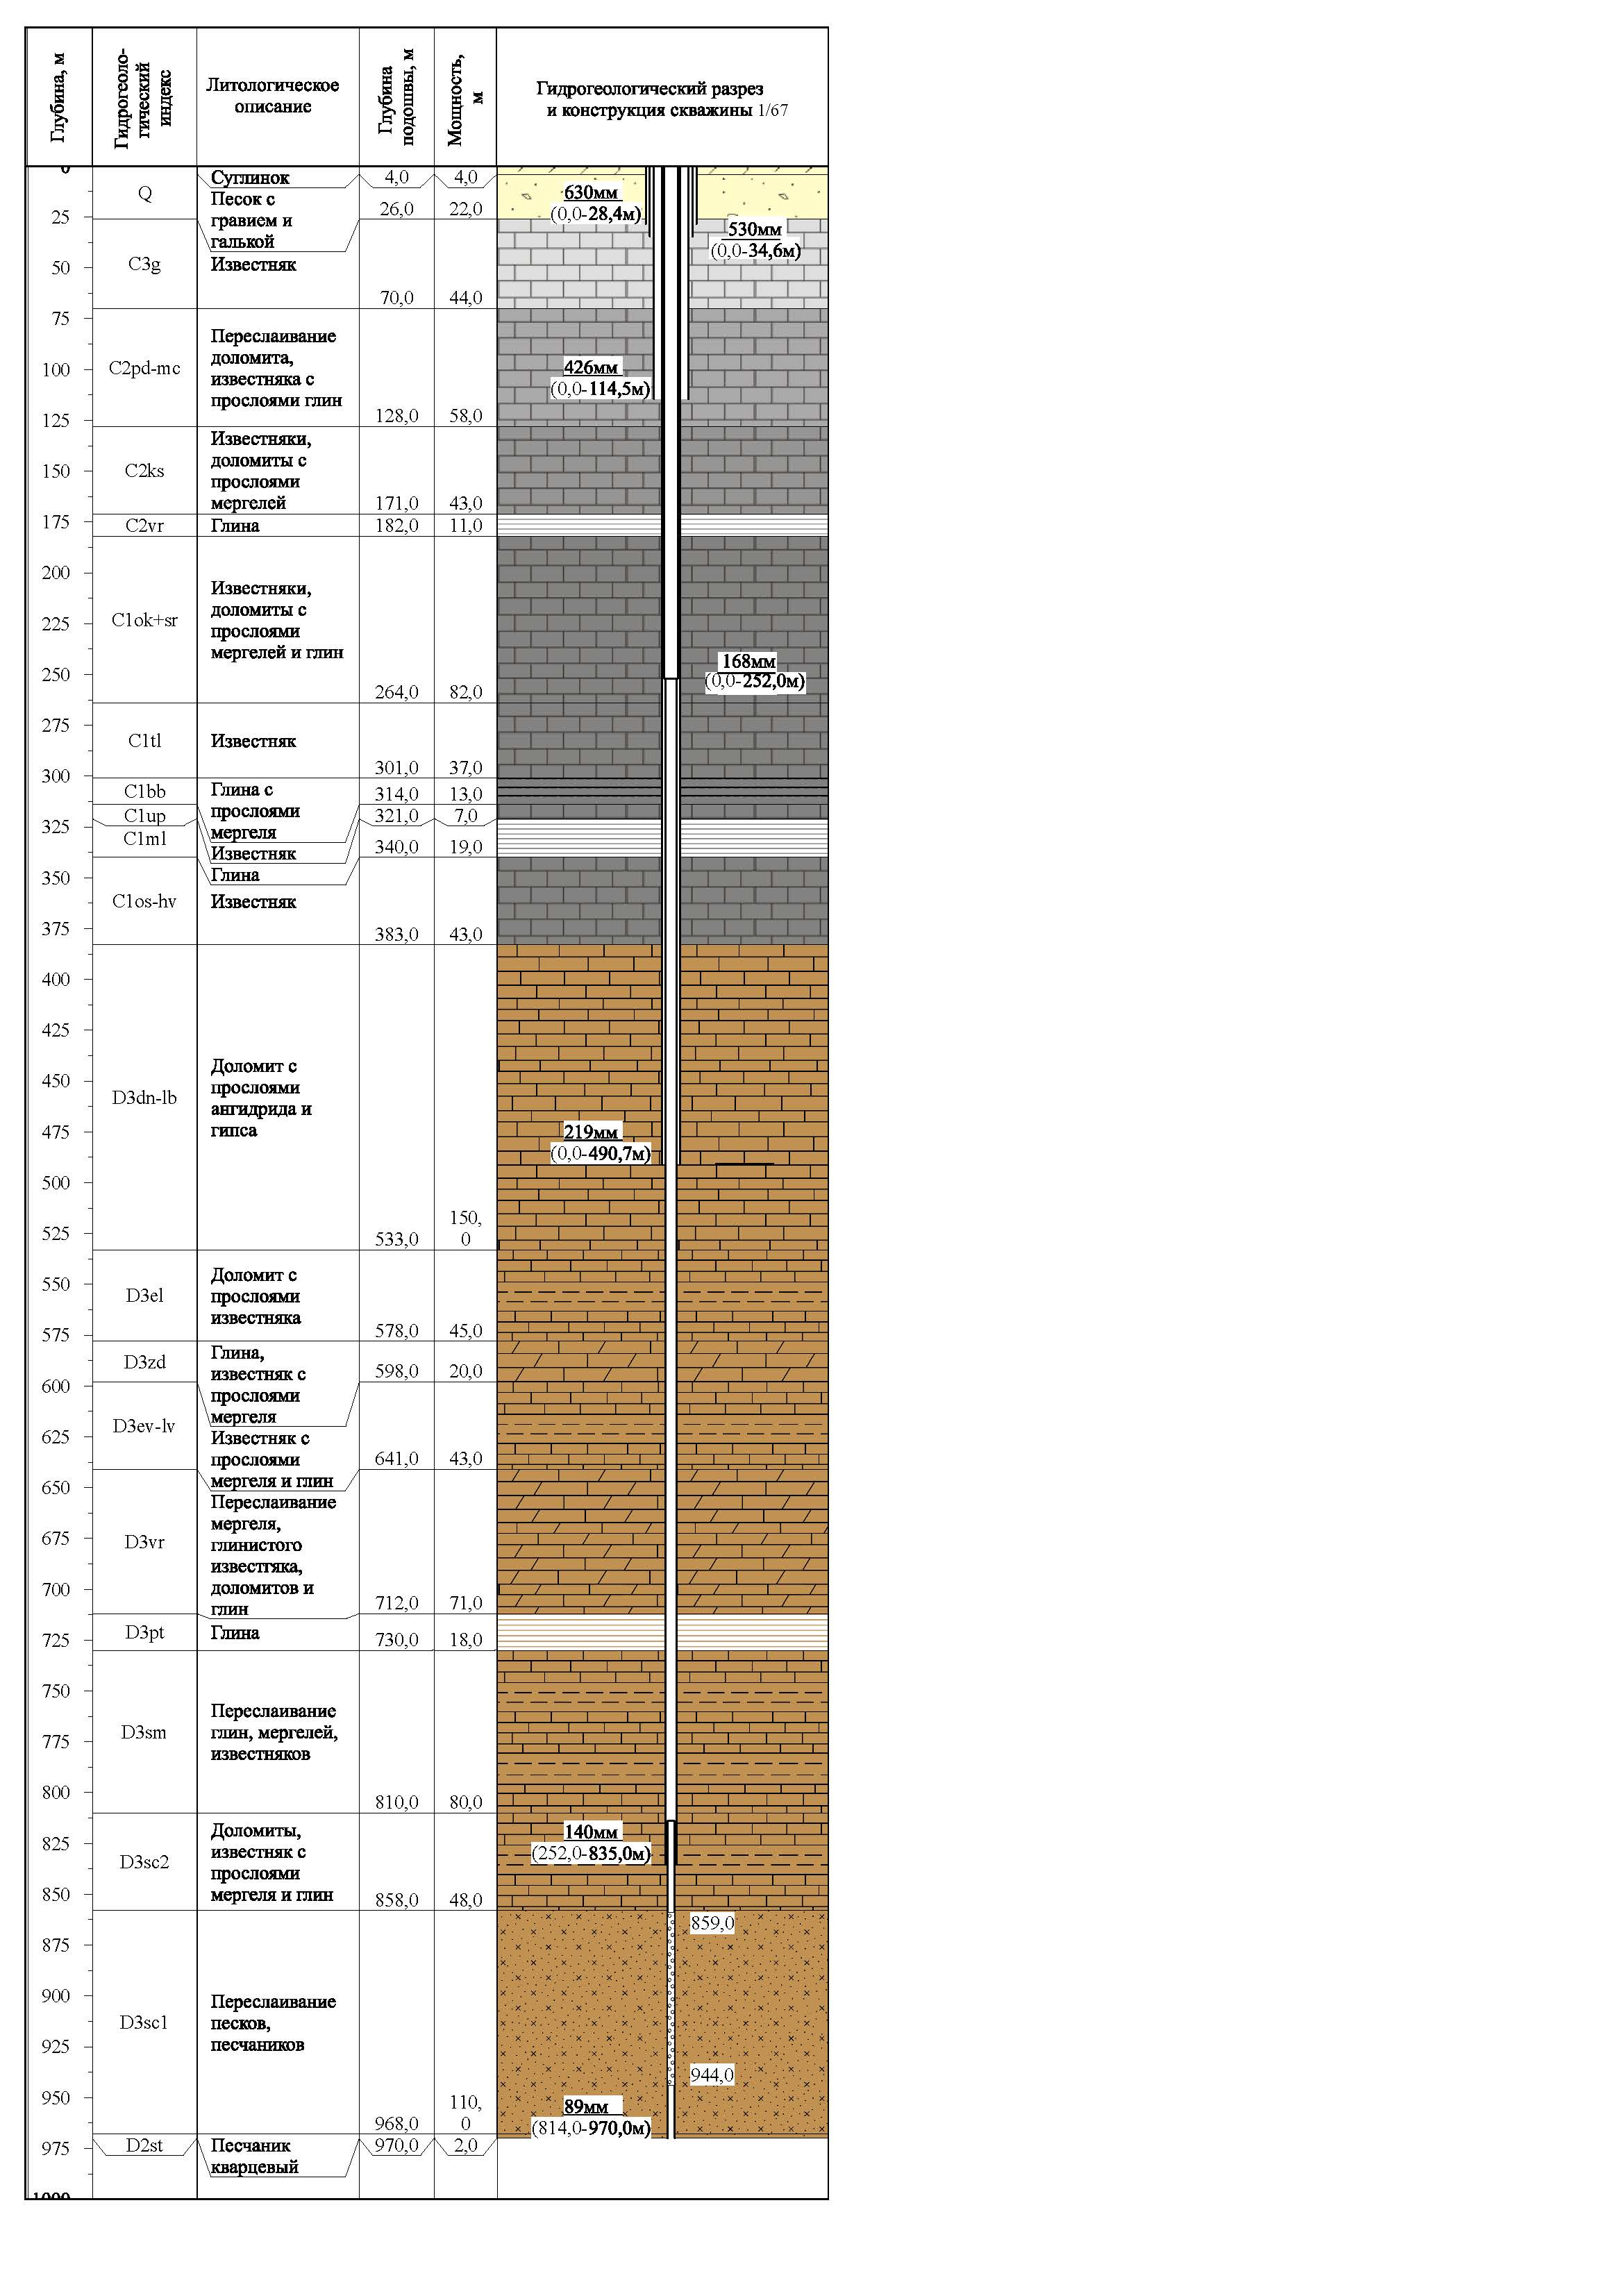 Глубина, м
Гидрогеоло-
гический
индекс
Литологическое
описание
Глубина
подошвы, м
Мощность,
м
Гидрогеологический разрез
и конструкция скважины 1/67
0
Q
Суглинок
4,0
4,0
Песок с
гравием и
галькой
26,0
22,0
630мм
(0,0-28,4м)
25
530мм
(0,0-34,6м)
C3g
Известняк
50
70,0
44,0
75
C2pd-mc
Переслаивание
доломита,
известняка с
прослоями глин
100
426мм
(0,0-114,5м)
128,0
58,0
125
C2ks
Известняки,
доломиты с
прослоями
мергелей
150
171,0
43,0
175
C2vr
Глина
182,0
11,0
200
C1ok+sr
Известняки,
доломиты с
прослоями
мергелей и глин
225
168мм
(0,0-252,0м)
250
264,0
82,0
275
C1tl
Известняк
300
301,0
37,0
C1bb
Глина с
прослоями
мергеля
314,0
13,0
C1up
Известняк
321,0
7,0
325
C1ml
Глина
340,0
19,0
350
C1os-hv
Известняк
375
383,0
43,0
400
425
450
D3dn-lb
Доломит с
прослоями
ангидрида и
гипса
475
219мм
(0,0-490,7м)
500
525
533,0
150,
0
550
D3el
Доломит с
прослоями
известняка
575
578,0
45,0
D3zd
Глина,
известняк с
прослоями
мергеля
598,0
20,0
600
D3ev-lv
Известняк с
прослоями
мергеля и глин
625
641,0
43,0
650
D3vr
Переслаивание
мергеля,
глинистого
известгяка,
доломитов и
глин
675
700
712,0
71,0
D3pt
Глина
725
730,0
18,0
750
D3sm
Переслаивание
глин, мергелей,
известняков
775
800
810,0
80,0
825
D3sc2
Доломиты,
известняк с
прослоями
мергеля и глин
140мм
(252,0-835,0м)
850
858,0
48,0
859,0
875
900
D3sc1
Переслаивание
песков,
песчаников
925
944,0
950
968,0
110,
0
89мм
(814,0-970,0м)
975
D2st
Песчаник
кварцевый
970,0
2,0
1000